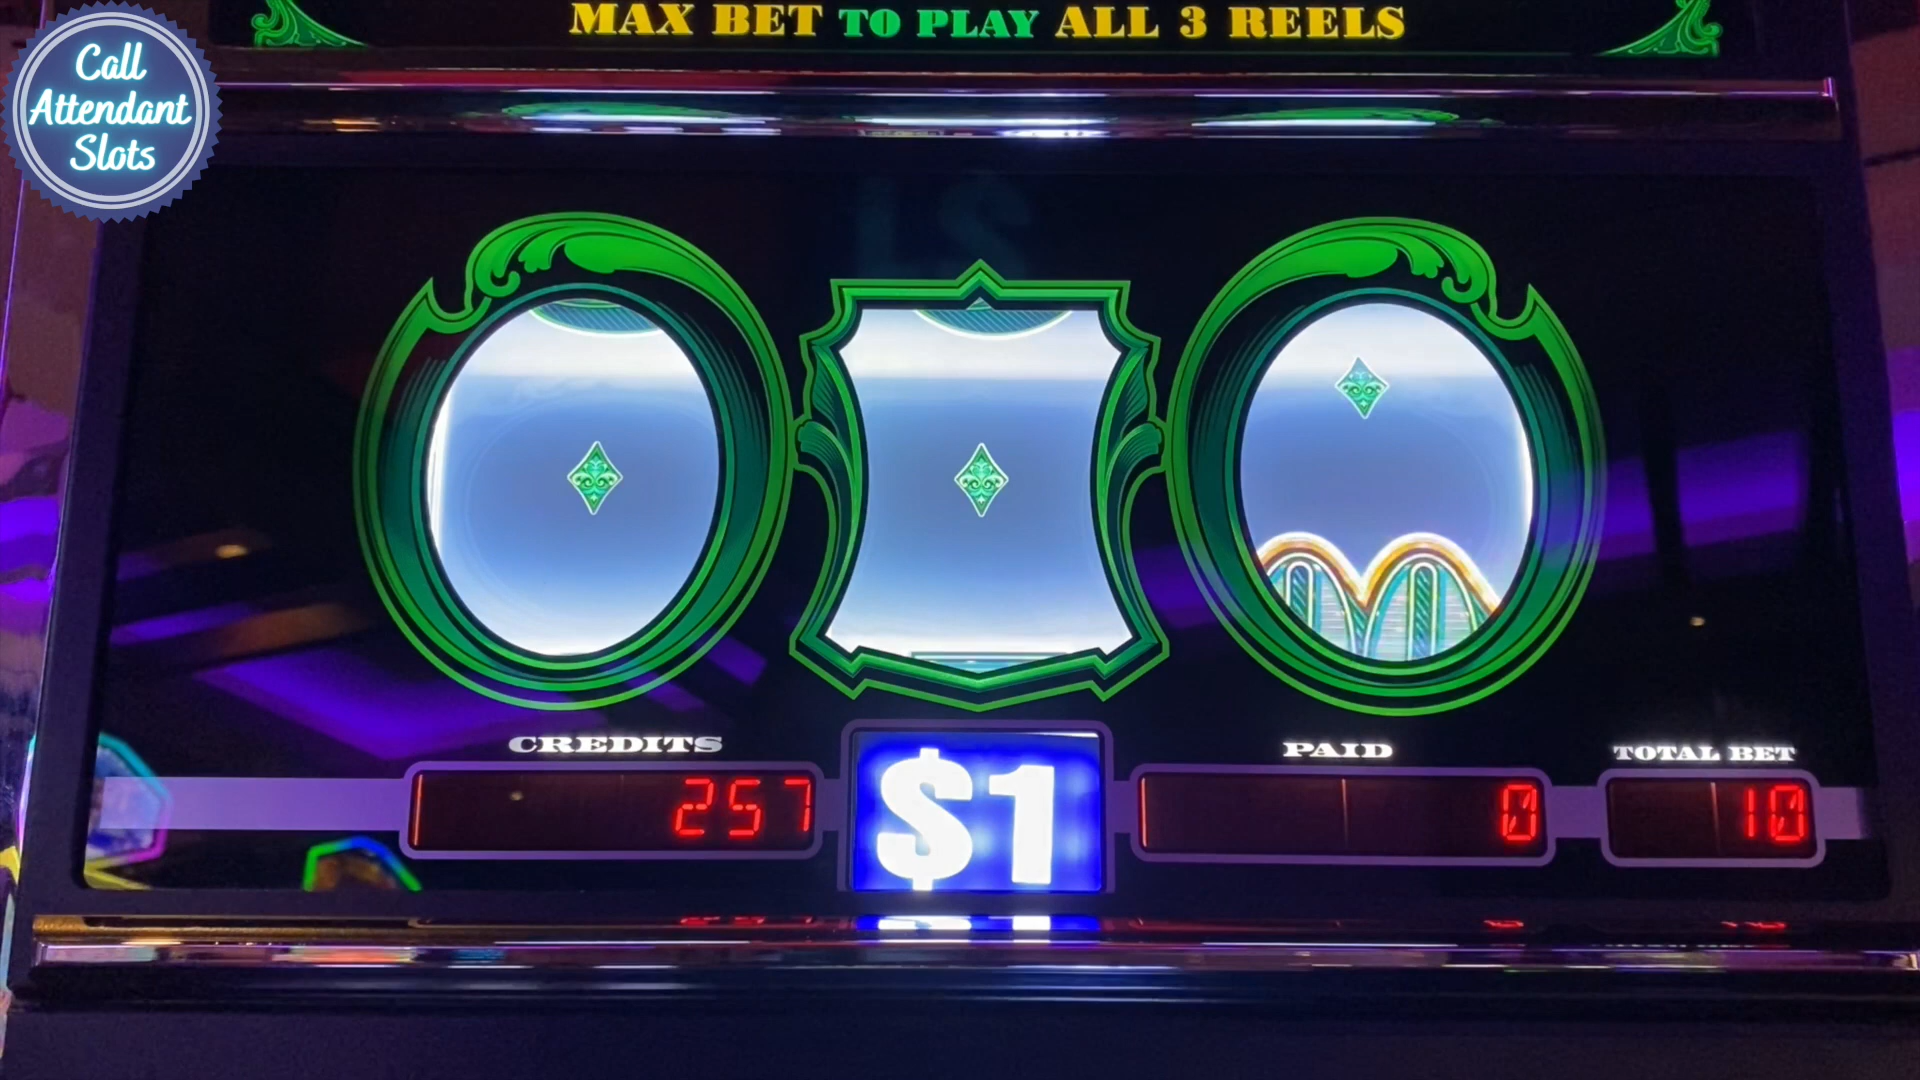 MAX BET TO PLAY ALL 3 REELS
Call
Attendant
Slots
CREDITS
257
$1
PAID
0
TOTAL BET
10